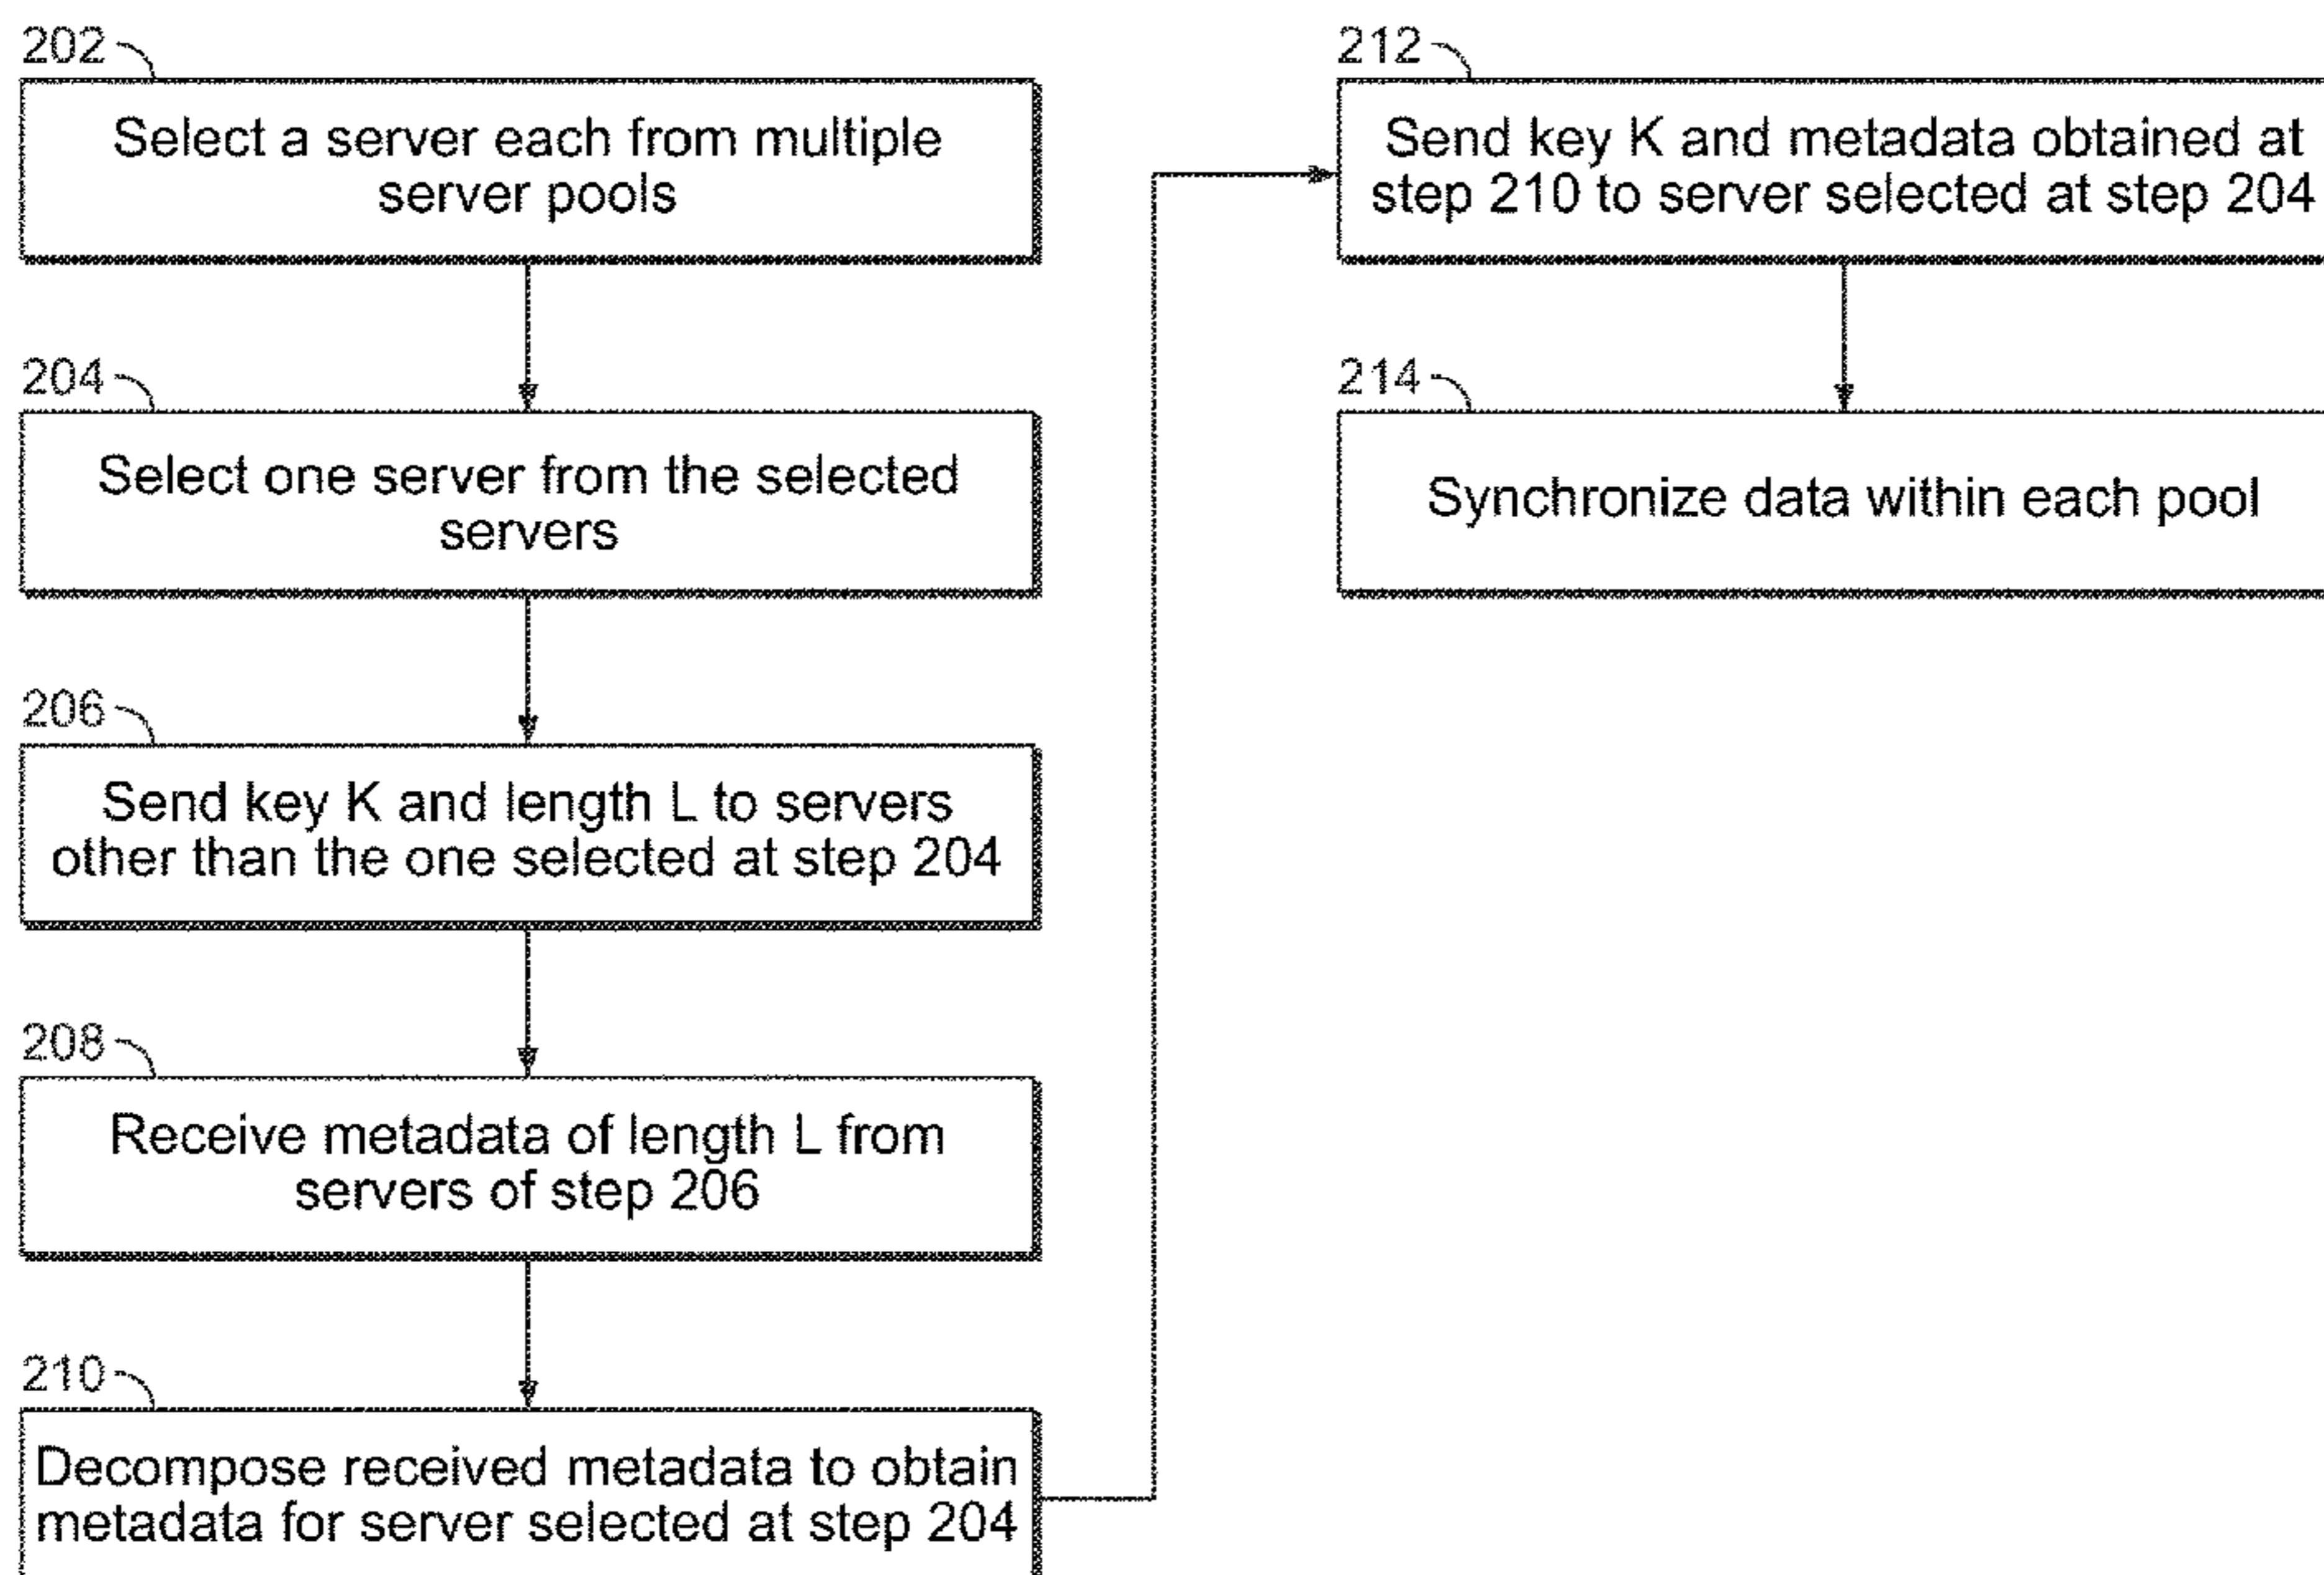 202
Select a server each from multiple
server pools
204
Select one server from the selected
servers
206
Send key K and length L to servers
other than the one selected at step 204
208
Receive metadata of length L from
servers of step 206
210
Decompose received metadata to obtain
metadata for server selected at step 204
212
Send key K and metadata obtained at
step 210 to server selected at step 204
214
Synchronize data within each pool